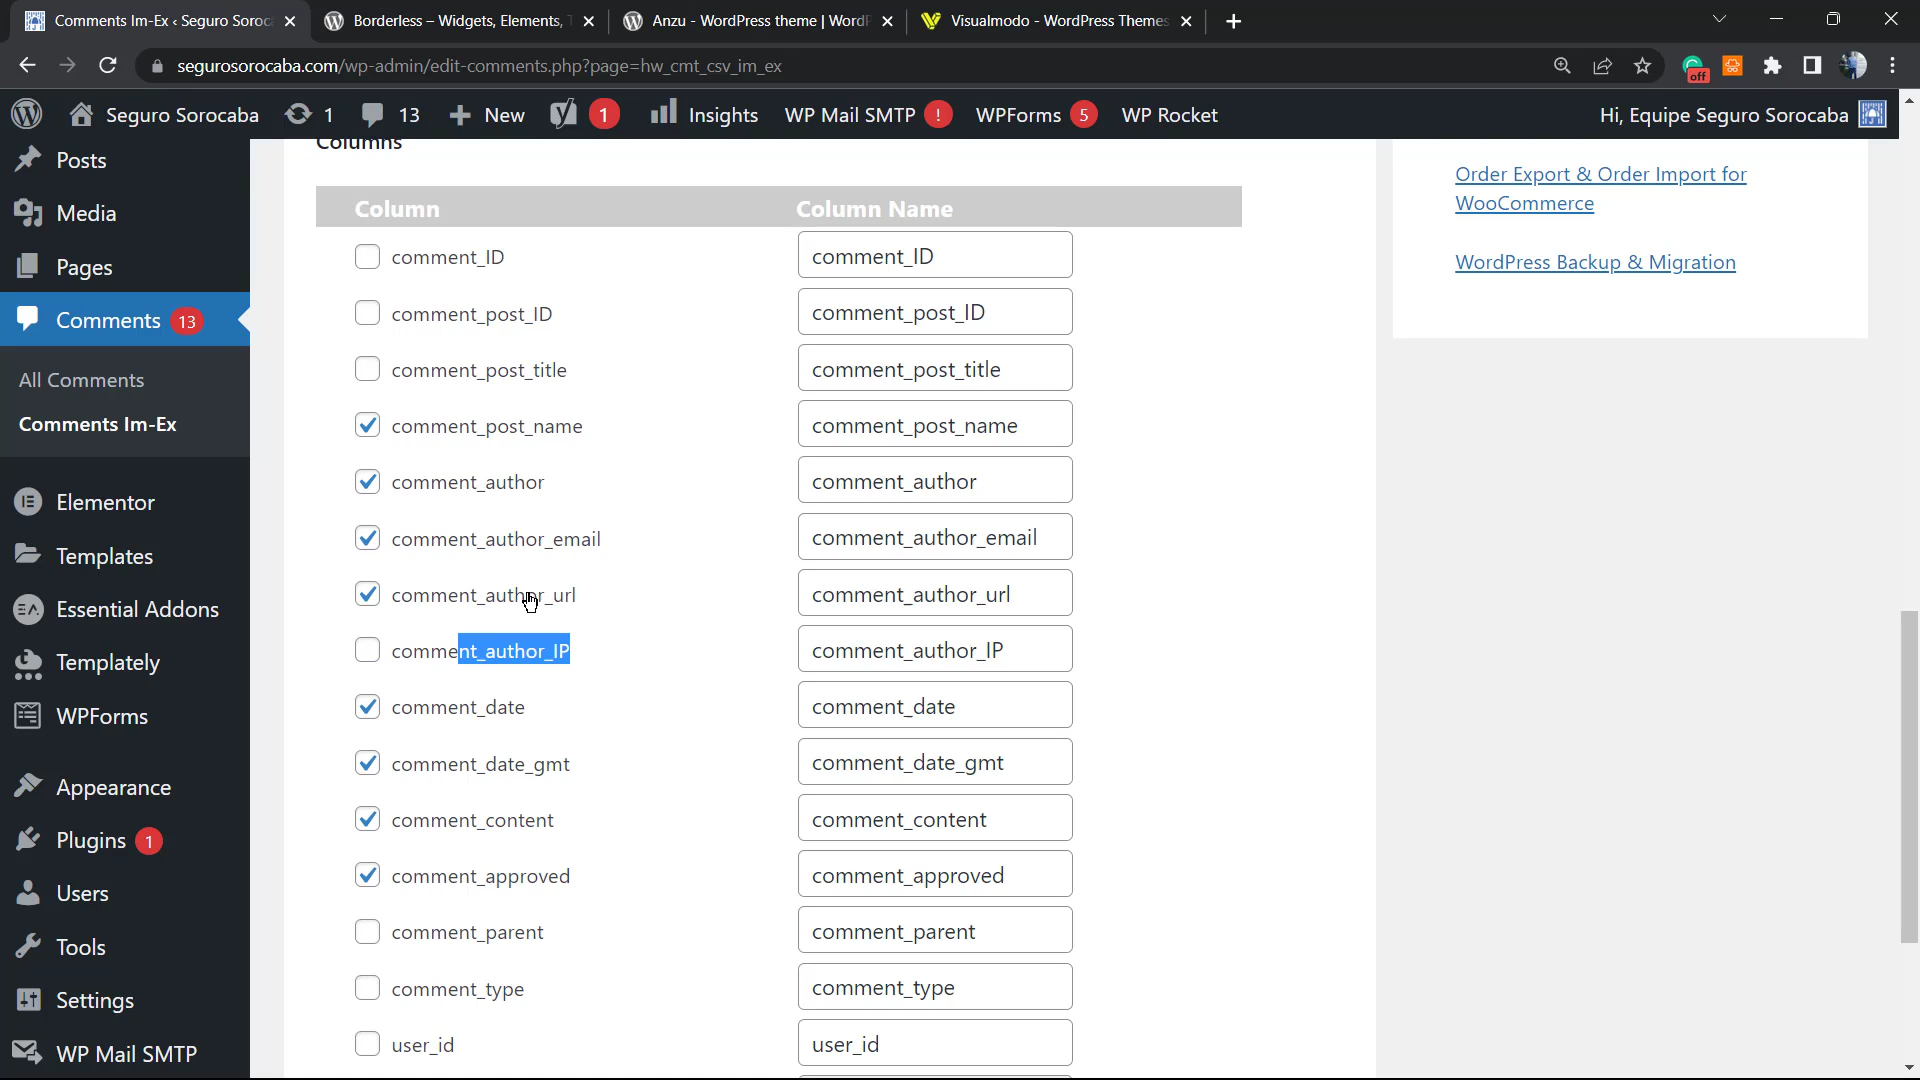 Comments Im-Ex ‹ Seguro Soroc
Borderless – Widgets, Elements,
Anzu - WordPress theme | Word
Visualmodo - WordPress Themes
segurosorocaba.com/wp-admin/edit-comments.php?page=hw_cmt_csv_im_ex
off
Seguro Sorocaba
1
13
New
1
Insights
WP Mail SMTP !
WPForms 5
WP Rocket
Hi, Equipe Seguro Sorocaba
Posts
Media
Pages
Comments 13
All Comments
Comments Im-Ex
Elementor
Templates
Essential Addons
Templately
WPForms
Appearance
Plugins 1
Users
Tools
Settings
WP Mail SMTP
Columns
Column Column Name
comment_ID comment_ID
comment_post_ID comment_post_ID
comment_post_title comment_post_title
comment_post_name comment_post_name
comment_author comment_author
comment_author_email comment_author_email
comment_author_url comment_author_url
comment_author_IP comment_author_IP
comment_date comment_date
comment_date_gmt comment_date_gmt
comment_content comment_content
comment_approved comment_approved
comment_parent comment_parent
comment_type comment_type
user_id user_id
Order Export & Order Import for
WooCommerce
WordPress Backup & Migration